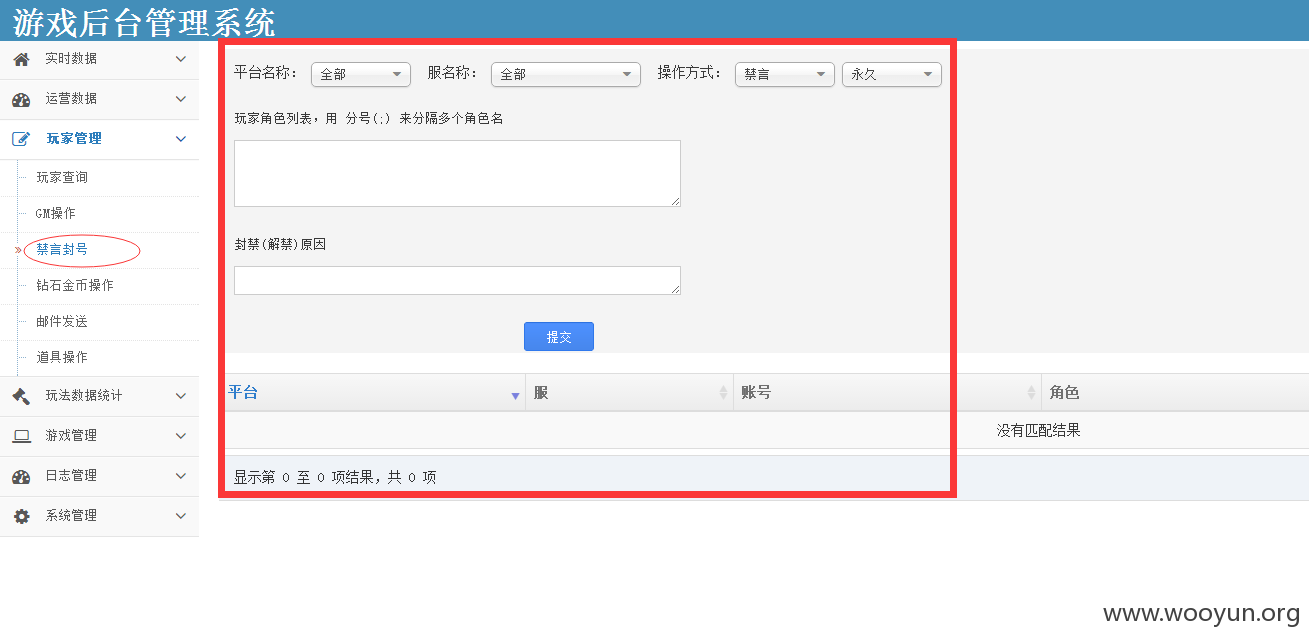 游戏后台管理系统
实时数据
运营数据
玩家管理
玩家查询
GM操作
禁言封号
钻石金币操作
邮件发送
道具操作
玩法数据统计
游戏管理
日志管理
系统管理
平台名称： 全部 服名称： 全部 操作方式： 禁言 永久
玩家角色列表，用 分号(;) 来分隔多个角色名
封禁(解禁)原因
提交
平台 服 账号 角色
没有匹配结果
显示第 0 至 0 项结果，共 0 项
www.wooyun.org